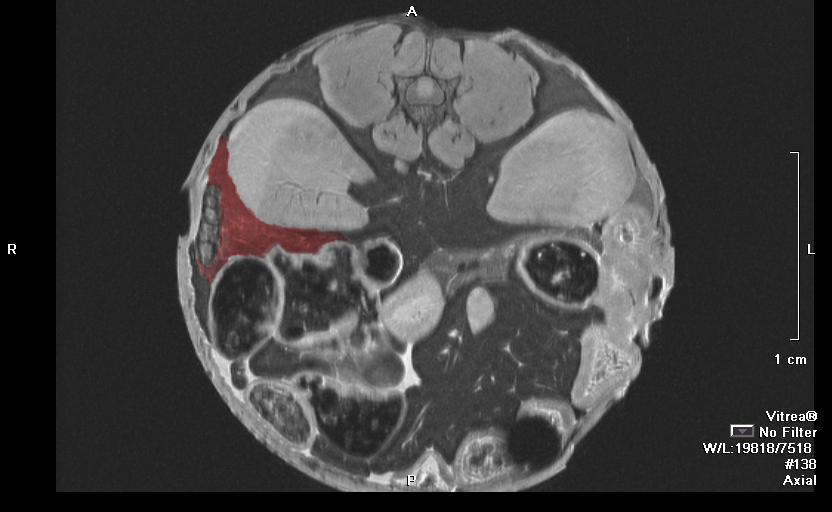 A
R
L
1 cm
Vitrea®
No Filter
W/L:19818/7518
#138
Axial
P